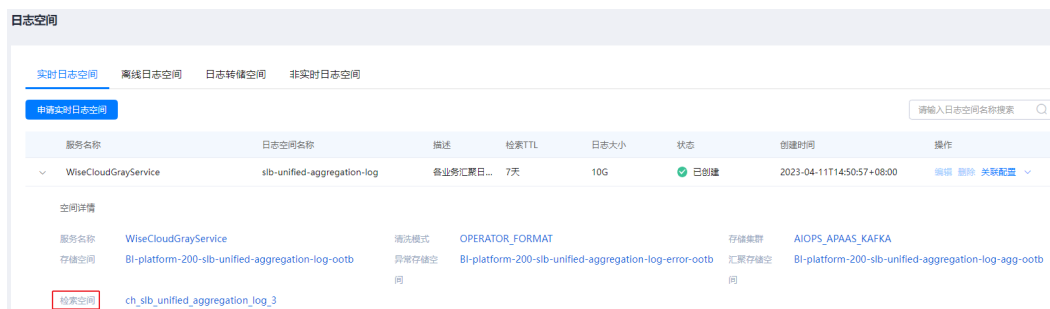 日志空间
实时日志空间 离线日志空间 日志转储空间 非实时日志空间
申请实时日志空间 请输入日志空间名称搜索
服务名称 日志空间名称 描述 检索TTL 日志大小 状态 创建时间 操作
WiseCloudGrayService slb-unified-aggregation-log 各业务汇聚日... 7天 10G 已创建 2023-04-11T14:50:57+08:00 编辑 删除 关联配置
空间详情
服务名称 WiseCloudGrayService 清洗模式 OPERATOR_FORMAT 存储集群 AIOPS_APAAS_KAFKA
存储空间 BI-platform-200-slb-unified-aggregation-log-ootb 异常存储空 BI-platform-200-slb-unified-aggregation-log-error-ootb 汇聚存储空 BI-platform-200-slb-unified-aggregation-log-agg-ootb
间 间
检索空间 ch_slb_unified_aggregation_log_3